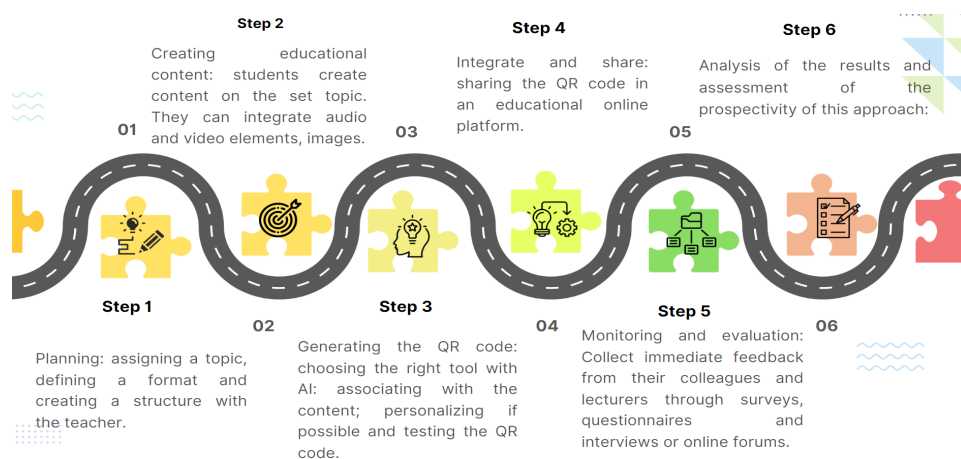 Step 2
Creating educational
content: students create
content on the set topic.
They can integrate audio
and video elements, images.
Step 4
Integrate and share:
sharing the QR code in
an educational online
platform.
Step 6
Analysis of the results and
assessment of the
prospectivity of this approach:
01
03
05
Step 1
Planning: assigning a topic,
defining a format and
creating a structure with
the teacher.
02
Step 3
Generating the QR code:
choosing the right tool with
AI: associating with the
content; personalizing if
possible and testing the QR
code.
04
Step 5
Monitoring and evaluation:
Collect immediate feedback
from their colleagues and
lecturers through surveys,
questionnaires and
interviews or online forums.
06